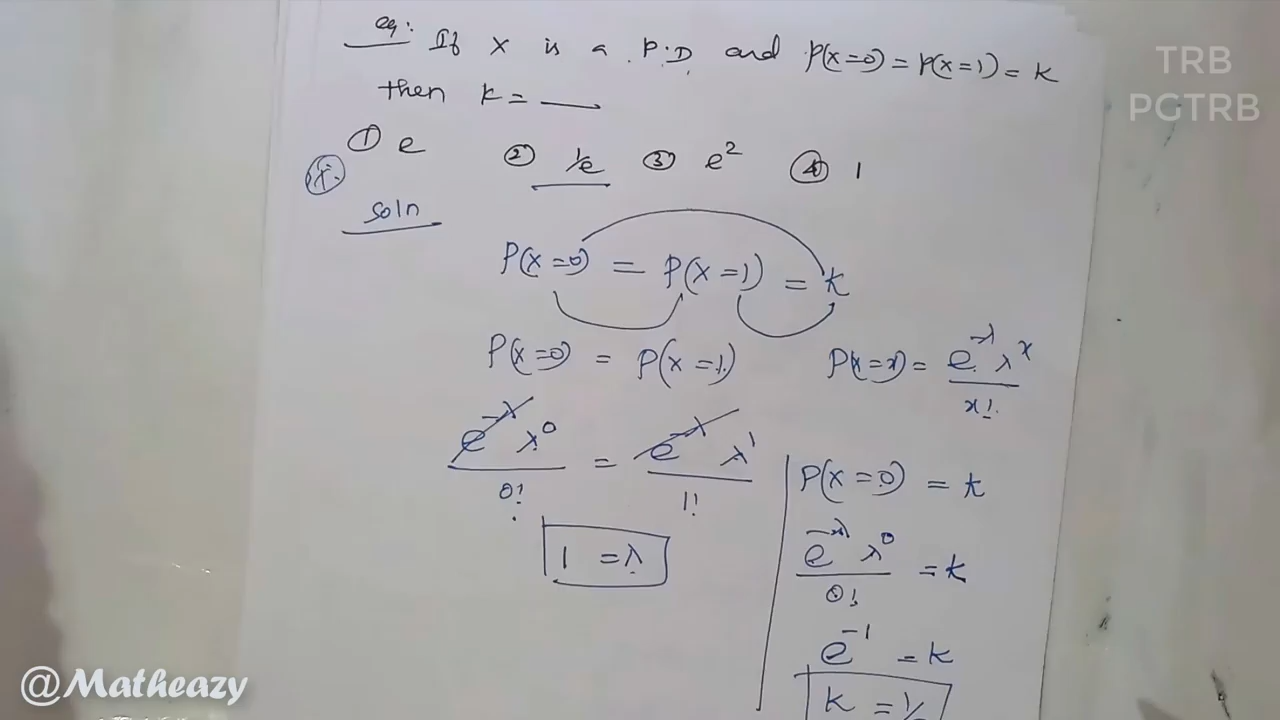 eg: If X is a P.D and P(X=0) = P(X=1) = K
then K = ___
① e ② 1/e ③ e² ④ 1
Soln
P(X=0) = P(X=1) = K
P(X=0) = P(X=1) P(X=x) = e^-λ λ^x / x!
e^-λ λ^0 / 0! = e^-λ λ^1 / 1!
1 = λ
P(X=0) = K
e^-λ λ^0 / 0! = K
e^-1 = K
K = 1/
TRB
PGTRB
@Matheazy